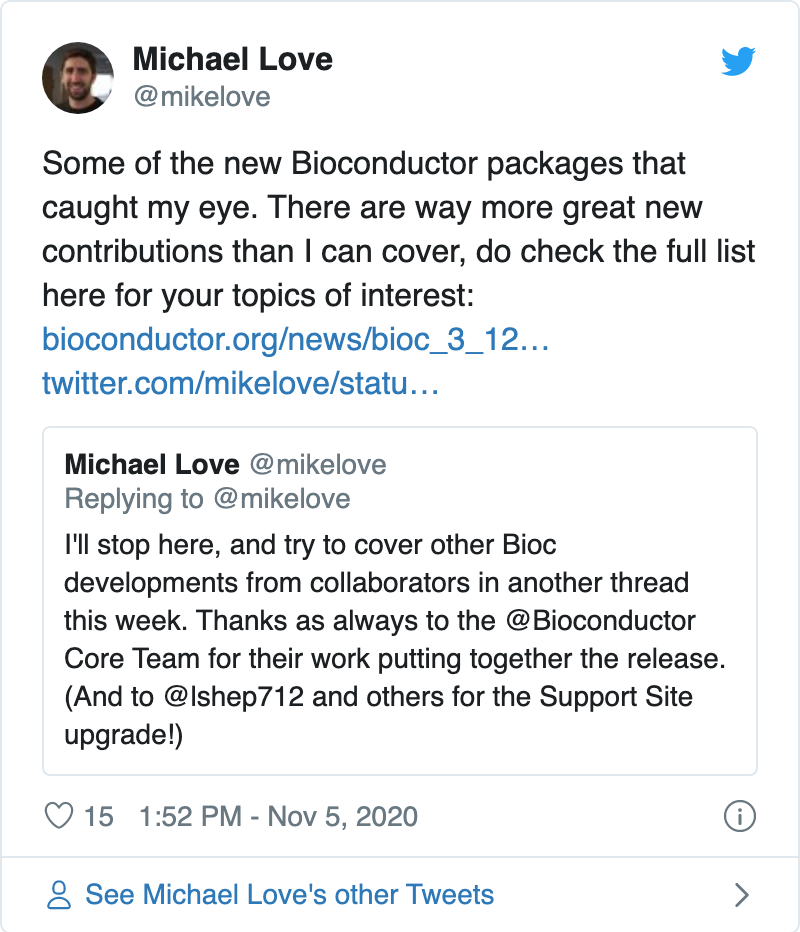 Michael Love
@mikelove
Some of the new Bioconductor packages that
caught my eye. There are way more great new
contributions than I can cover, do check the full list
here for your topics of interest:
bioconductor.org/news/bioc_3_12…
twitter.com/mikelove/statu…
Michael Love @mikelove
Replying to @mikelove
I'll stop here, and try to cover other Bioc
developments from collaborators in another thread
this week. Thanks as always to the @Bioconductor
Core Team for their work putting together the release.
(And to @lshep712 and others for the Support Site
upgrade!)
15 1:52 PM - Nov 5, 2020
See Michael Love's other Tweets